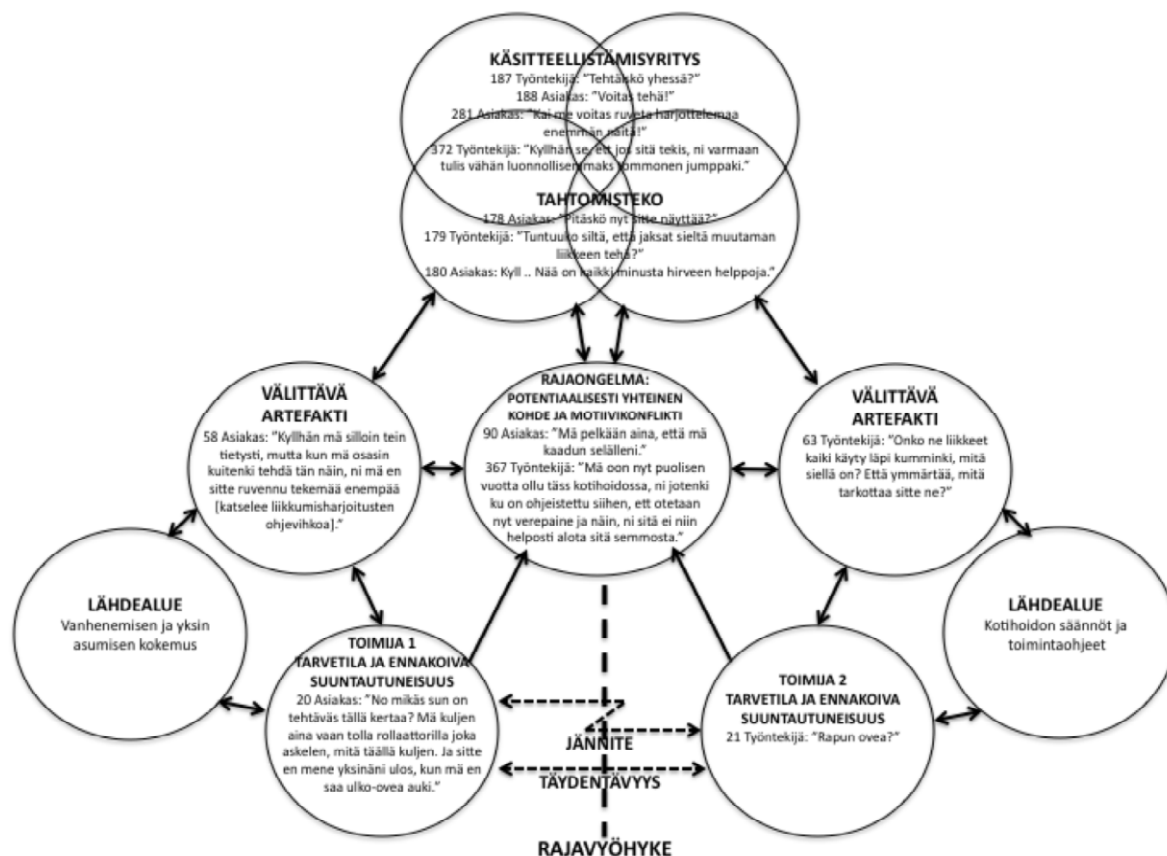 KÄSITTEELLISTÄMISYRITYS
187 Työntekijä: "Tehtäiskö yhessä?"
188 Asiakas: "Voitas tehä!"
281 Asiakas: "Kai me voitas ruveta harjottelemaa
enemmän näitä!"
372 Työntekijä: "Kyllhän se, ett jos sitä tekis, ni varmaan
tulis vähän luonnollisemmaks tommonen jumppaki."
TAHTOMISTEKO
178 Asiakas: "Pitäskö nyt sitte näyttää?"
179 Työntekijä: "Tuntuuko siltä, että jaksat sieltä muutaman
liikkeen tehä?"
180 Asiakas: Kyll .. Nää on kaikki minusta hirveen helppoja."
VÄLITTÄVÄ
ARTEFAKTI
58 Asiakas: "Kyllhän mä silloin tein
tietysti, mutta kun mä osasin
kuitenki tehdä tän näin, ni mä en
sitte ruvennu tekemää enempää
[katselee liikkumisharjoitusten
ohjevihkoa]."
RAJAONGELMA:
POTENTIAALISESTI YHTEINEN
KOHDE JA MOTIIVIKONFLIKTI
90 Asiakas: "Mä pelkään aina, että mä
kaadun selälleni."
367 Työntekijä: "Mä oon nyt puolisen
vuotta ollu täss kotihoidossa, ni jotenki
ku on ohjeistettu siihen, ett otetaan
nyt verepaine ja näin, ni sitä ei niin
helposti alota sitä semmosta."
VÄLITTÄVÄ
ARTEFAKTI
63 Työntekijä: "Onko ne liikkeet
kaiki käyty läpi kumminki, mitä
siellä on? Että ymmärtää, mitä
tarkottaa sitte ne?"
LÄHDEALUE
Vanhenemisen ja yksin
asumisen kokemus
LÄHDEALUE
Kotihoidon säännöt ja
toimintaohjeet
TOIMIJA 1
TARVETILA JA ENNAKOIVA
SUUNTAUTUNEISUUS
20 Asiakas: "No mikäs sun on
tehtäväs tällä kertaa? Mä kuljen
aina vaan tolla rollaattorilla joka
askelen, mitä täällä kuljen. Ja sitte
en mene yksinäni ulos, kun mä en
saa ulko-ovea auki."
TOIMIJA 2
TARVETILA JA ENNAKOIVA
SUUNTAUTUNEISUUS
21 Työntekijä: "Rapun ovea?"
JÄNNITE
TÄYDENTÄVYYS
RAJAVYÖHYKE